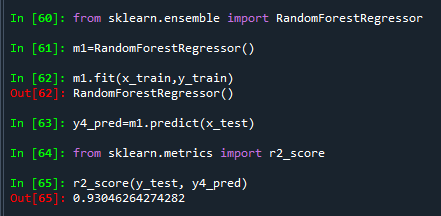 In [60]: from sklearn.ensemble import RandomForestRegressor
In [61]: m1=RandomForestRegressor()
In [62]: m1.fit(x_train,y_train)
Out[62]: RandomForestRegressor()
In [63]: y4_pred=m1.predict(x_test)
In [64]: from sklearn.metrics import r2_score
In [65]: r2_score(y_test, y4_pred)
Out[65]: 0.93046264274282